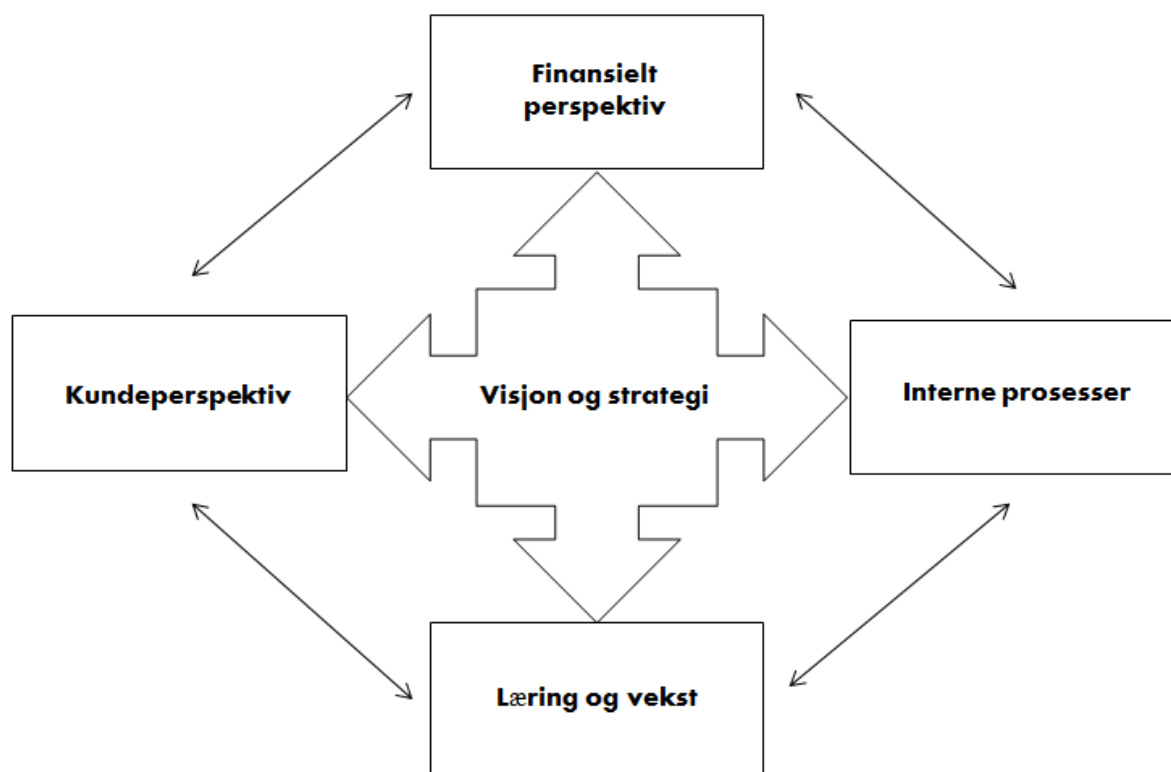 Finansielt
perspektiv
Kundeperspektiv
Visjon og strategi
Interne prosesser
Læring og vekst